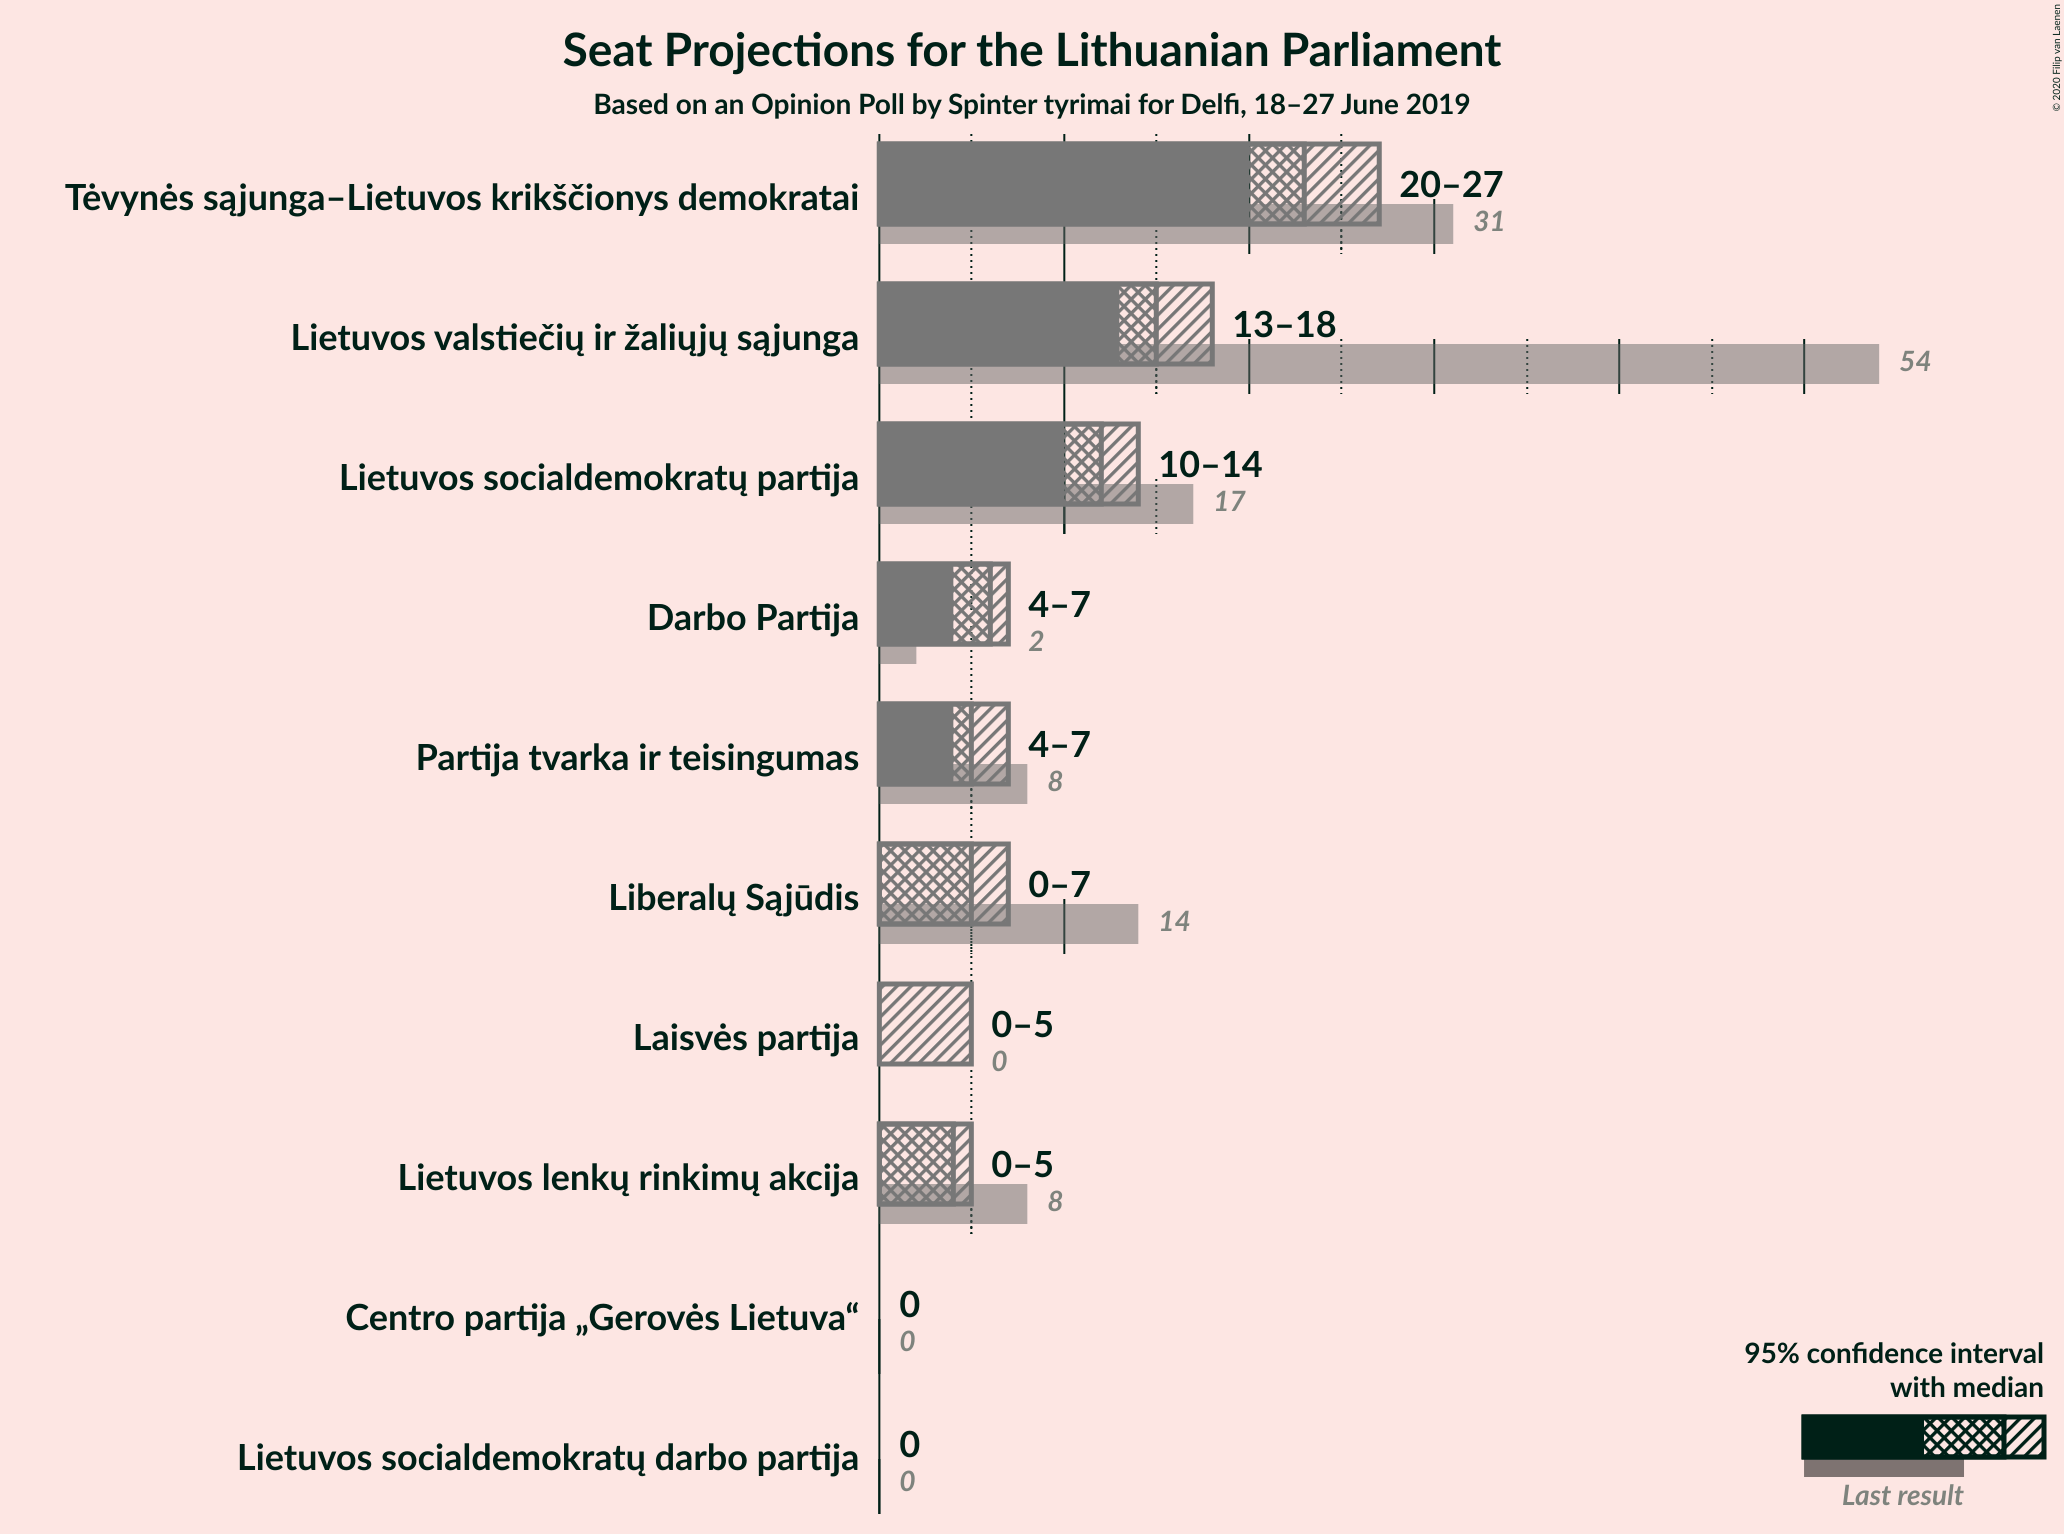 Seat Projections for the Lithuanian Parliament
Based on an Opinion Poll by Spinter tyrimai for Delfi, 18–27 June 2019
© 2020 Filip van Laenen
Tėvynės sąjunga–Lietuvos krikščionys demokratai
20–27
31
Lietuvos valstiečių ir žaliųjų sąjunga
13–18
54
Lietuvos socialdemokratų partija
10–14
17
Darbo Partija
4–7
2
Partija tvarka ir teisingumas
4–7
8
Liberalų Sąjūdis
0–7
14
Laisvės partija
0–5
0
Lietuvos lenkų rinkimų akcija
0–5
8
Centro partija „Gerovės Lietuva“
0
0
Lietuvos socialdemokratų darbo partija
0
0
95% confidence interval
with median
Last result